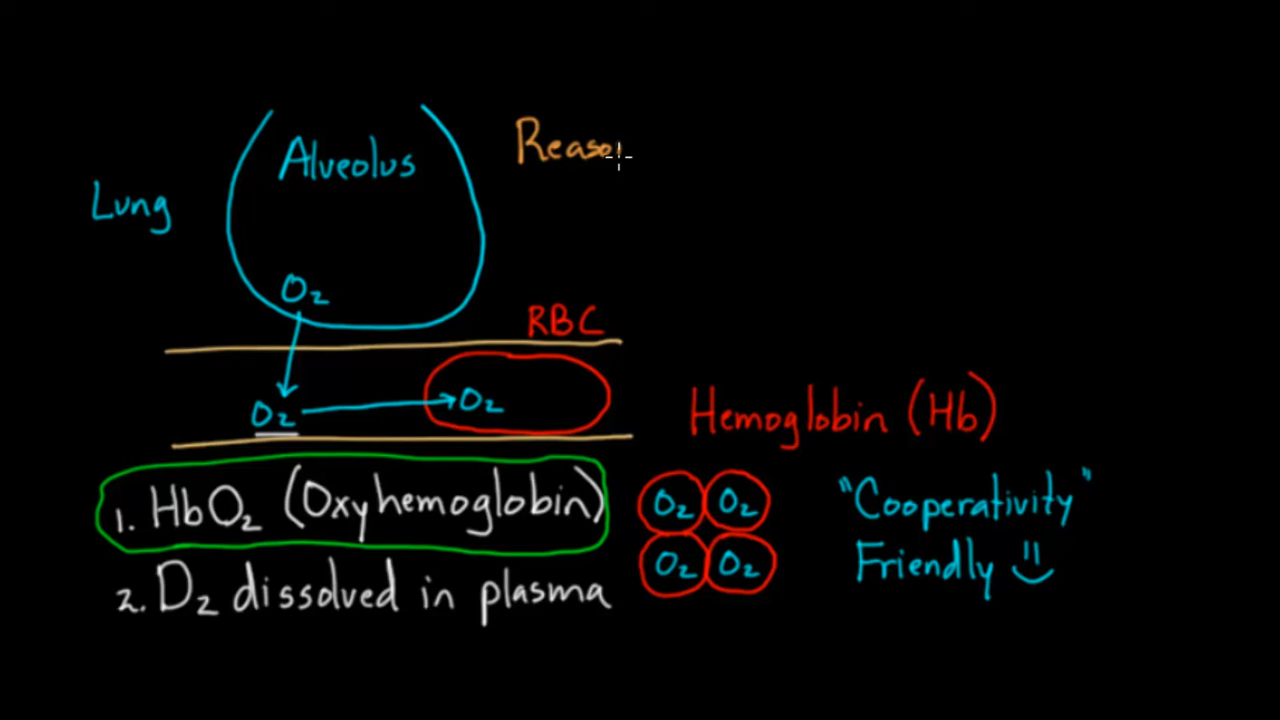 Alveolus
Reaso
Lung
O₂
RBC
O₂
O₂
Hemoglobin (Hb)
1. HbO₂ (Oxyhemoglobin)
O₂ O₂
"Cooperativity"
O₂ O₂
Friendly
2. O₂ dissolved in plasma